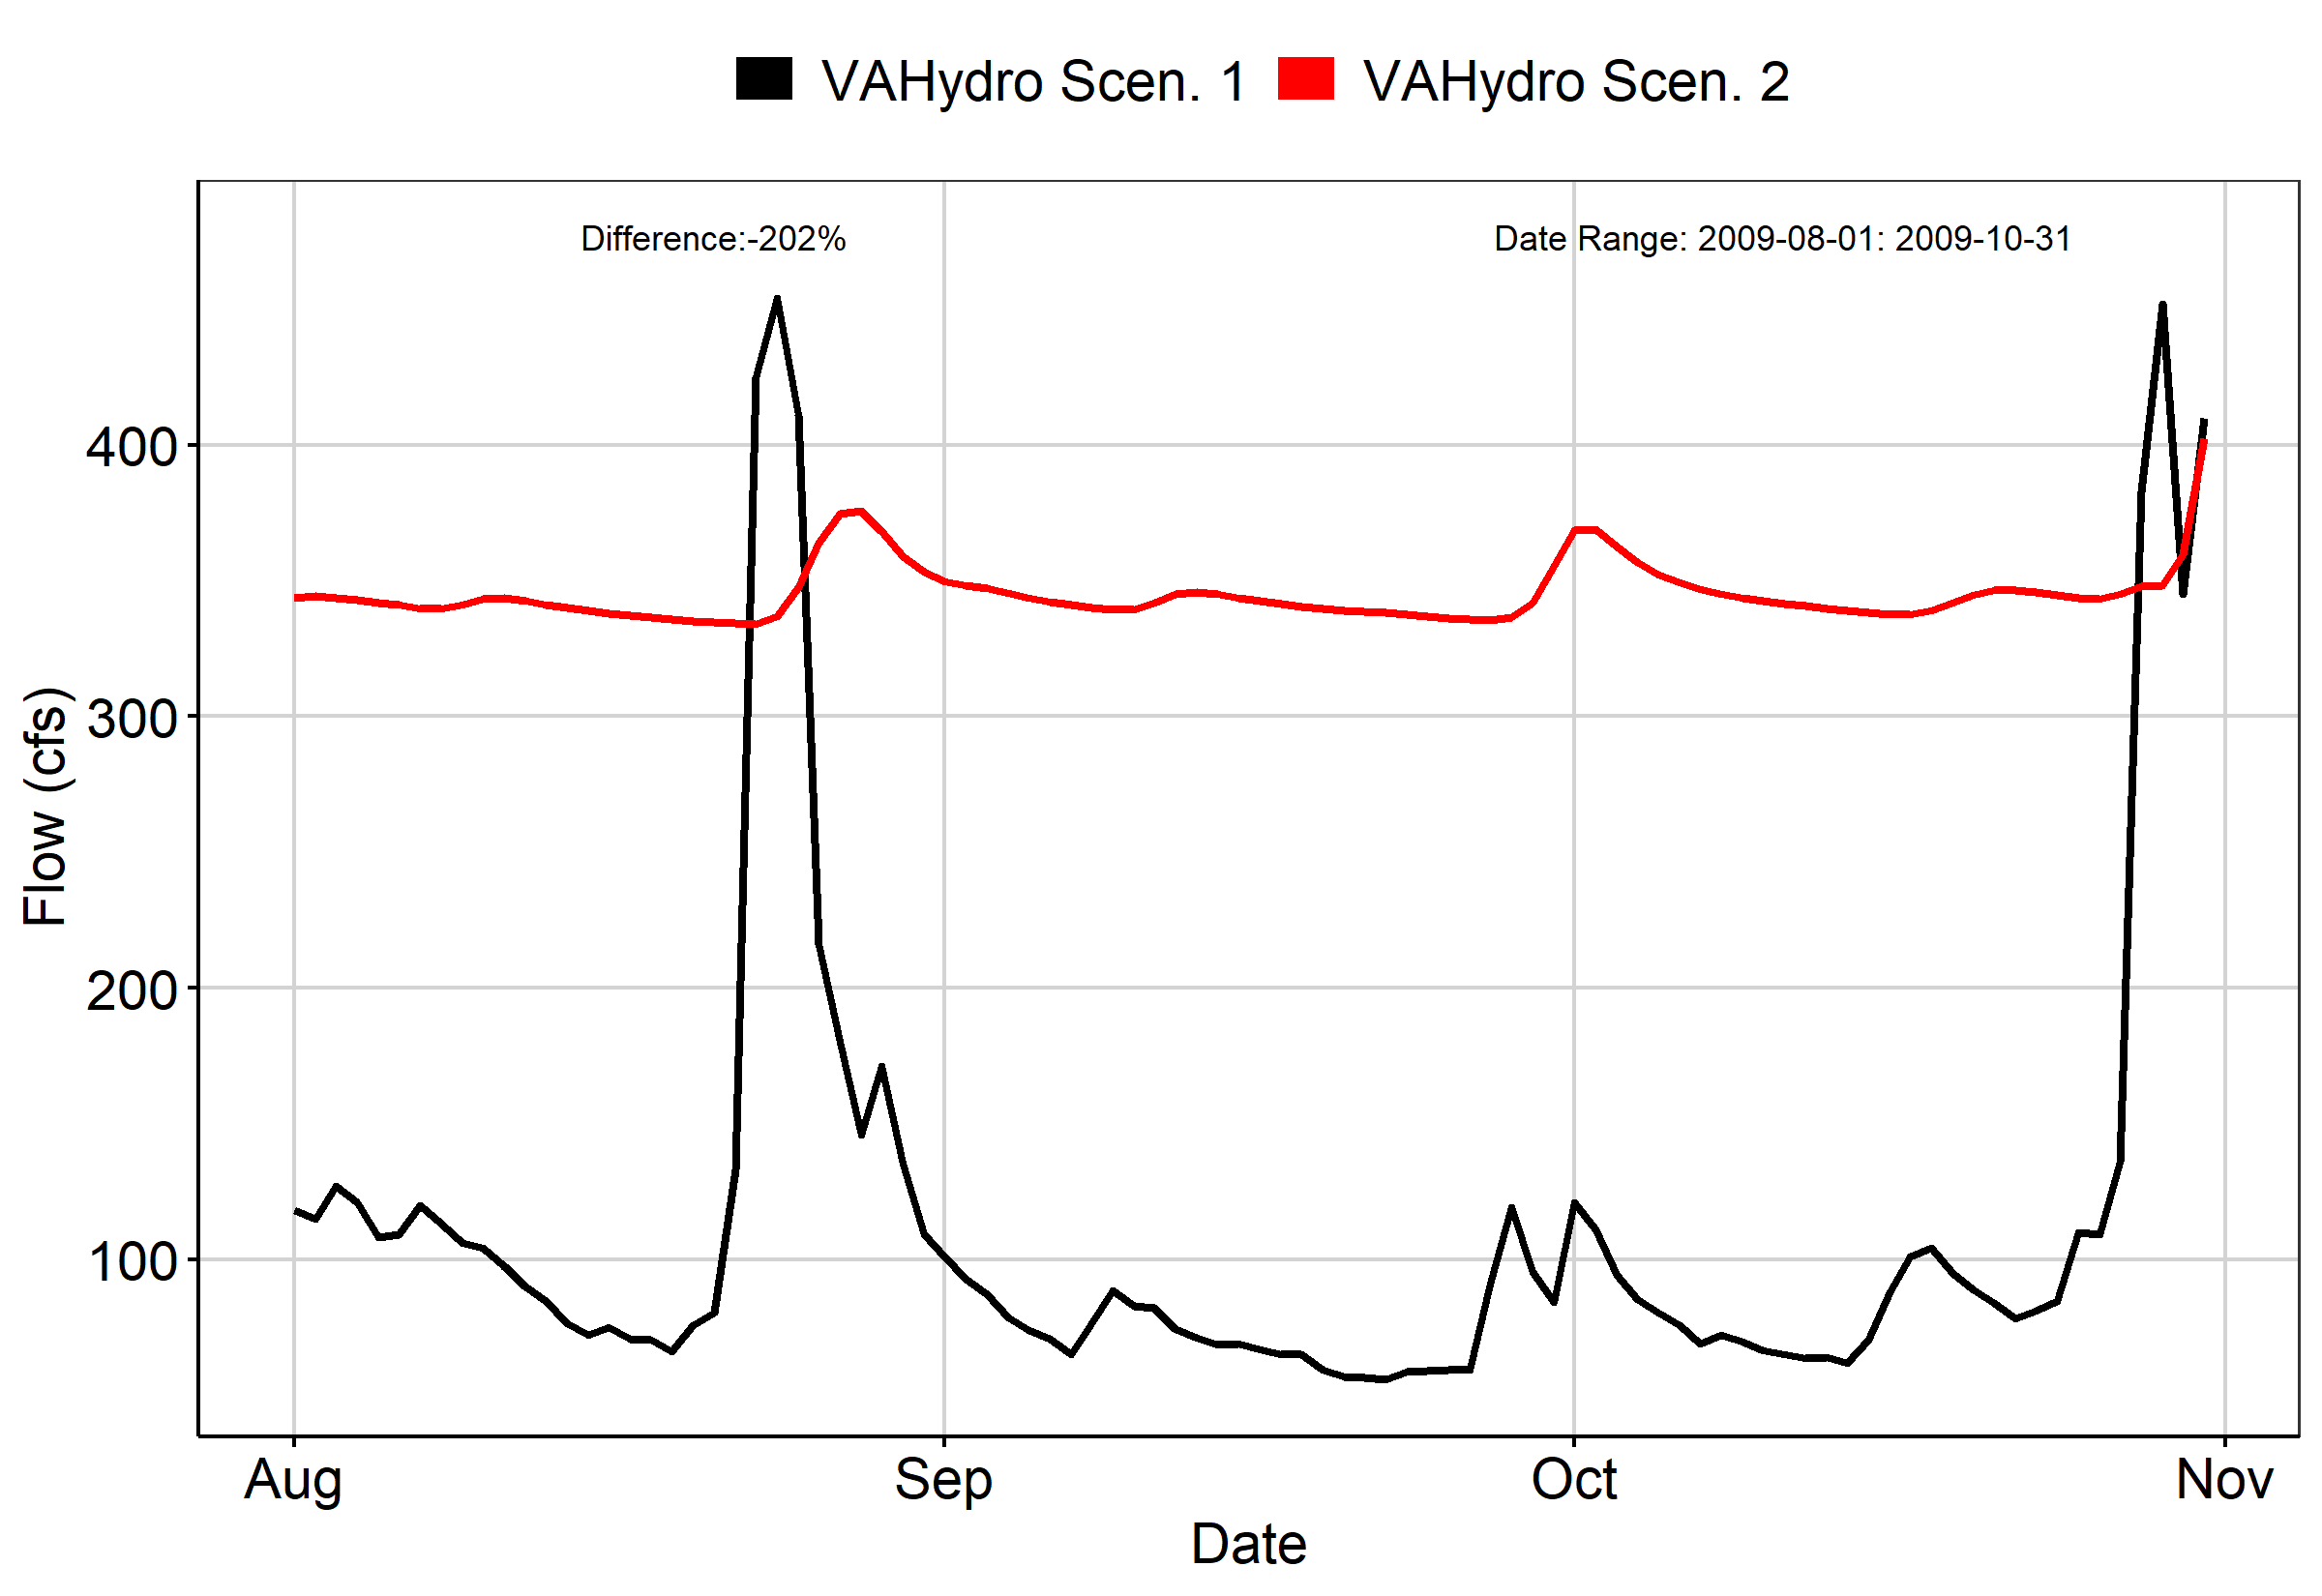 VAHydro Scen. 1 VAHydro Scen. 2
Difference:-202% Date Range: 2009-08-01: 2009-10-31
400
300
200
100
Flow (cfs)
Aug Sep Oct Nov
Date